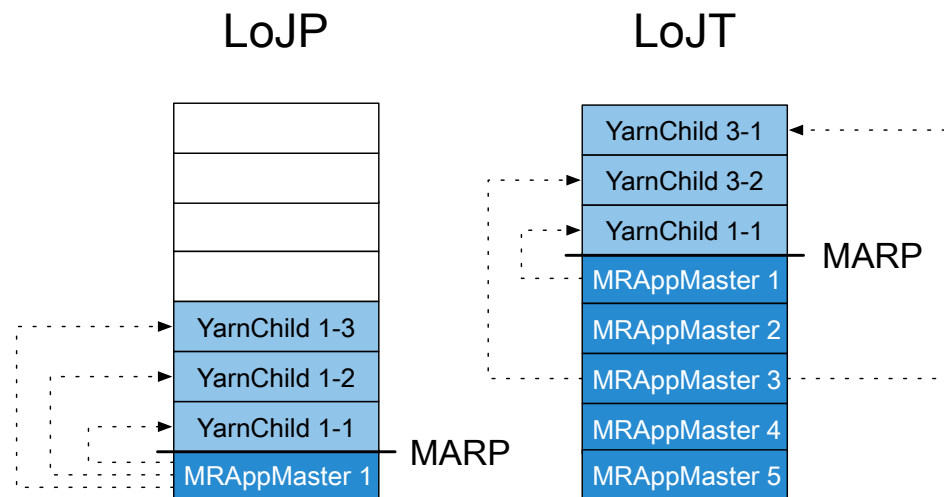 LoJP
YarnChild 1-3
YarnChild 1-2
YarnChild 1-1
MARP
MRAppMaster 1
LoJT
YarnChild 3-1
YarnChild 3-2
YarnChild 1-1
MARP
MRAppMaster 1
MRAppMaster 2
MRAppMaster 3
MRAppMaster 4
MRAppMaster 5